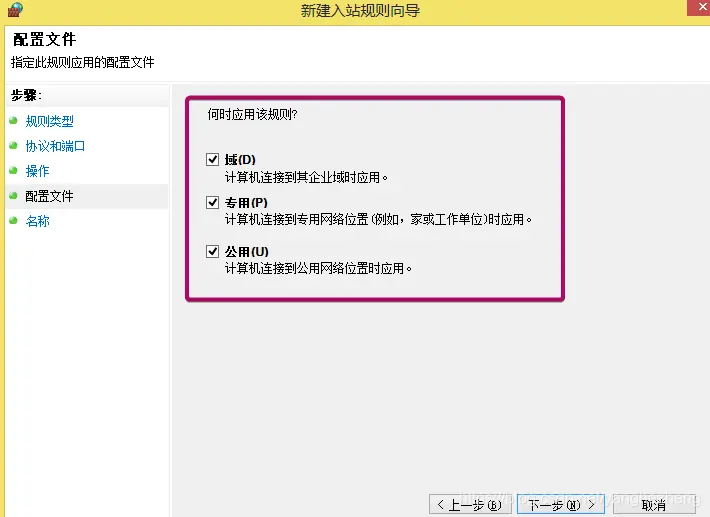 新建入站规则向导
配置文件
指定此规则应用的配置文件
步骤:
规则类型
协议和端口
操作
配置文件
名称
何时应用该规则?
域(D)
计算机连接到其企业域时应用。
专用(P)
计算机连接到专用网络位置(例如，家或工作单位)时应用。
公用(U)
计算机连接到公用网络位置时应用。
< 上一步(B)
下一步(N) >
取消